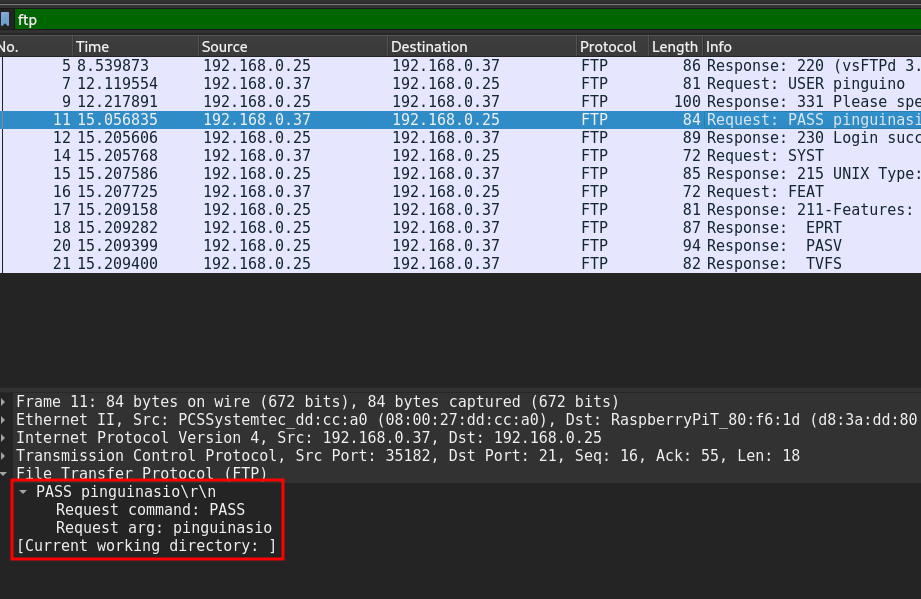 ftp
No. Time Source Destination Protocol Length Info
5 8.539873 192.168.0.25 192.168.0.37 FTP 86 Response: 220 (vsFTPd 3.
7 12.119554 192.168.0.37 192.168.0.25 FTP 81 Request: USER pinguino
9 12.217891 192.168.0.25 192.168.0.37 FTP 100 Response: 331 Please spe
11 15.056835 192.168.0.37 192.168.0.25 FTP 84 Request: PASS pinguinasi
12 15.205606 192.168.0.25 192.168.0.37 FTP 89 Response: 230 Login succ
14 15.205768 192.168.0.37 192.168.0.25 FTP 72 Request: SYST
15 15.207586 192.168.0.25 192.168.0.37 FTP 85 Response: 215 UNIX Type:
16 15.207725 192.168.0.37 192.168.0.25 FTP 72 Request: FEAT
17 15.209158 192.168.0.25 192.168.0.37 FTP 81 Response: 211-Features:
18 15.209282 192.168.0.25 192.168.0.37 FTP 87 Response:  EPRT
20 15.209399 192.168.0.25 192.168.0.37 FTP 94 Response:  PASV
21 15.209400 192.168.0.25 192.168.0.37 FTP 82 Response:  TVFS
Frame 11: 84 bytes on wire (672 bits), 84 bytes captured (672 bits)
Ethernet II, Src: PCSSystemtec_dd:cc:a0 (08:00:27:dd:cc:a0), Dst: RaspberryPiT_80:f6:1d (d8:3a:dd:80
Internet Protocol Version 4, Src: 192.168.0.37, Dst: 192.168.0.25
Transmission Control Protocol, Src Port: 35182, Dst Port: 21, Seq: 16, Ack: 55, Len: 18
File Transfer Protocol (FTP)
PASS pinguinasio\r\n
Request command: PASS
Request arg: pinguinasio
[Current working directory: ]